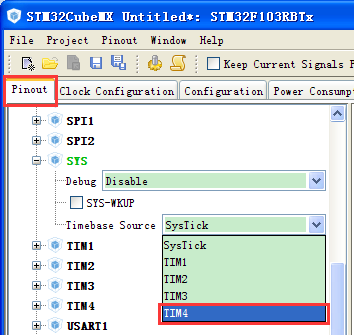 STM32CubeMX Untitled*: STM32F103RBTx
File Project Pinout Window Help
Keep Current Signals P
Pinout Clock Configuration Configuration Power Consump
SPI1
SPI2
SYS
Debug Disable
SYS-WKUP
Timebase Source SysTick
SysTick
TIM1
TIM1
TIM2
TIM2
TIM3
TIM3
TIM4
TIM4
USART1